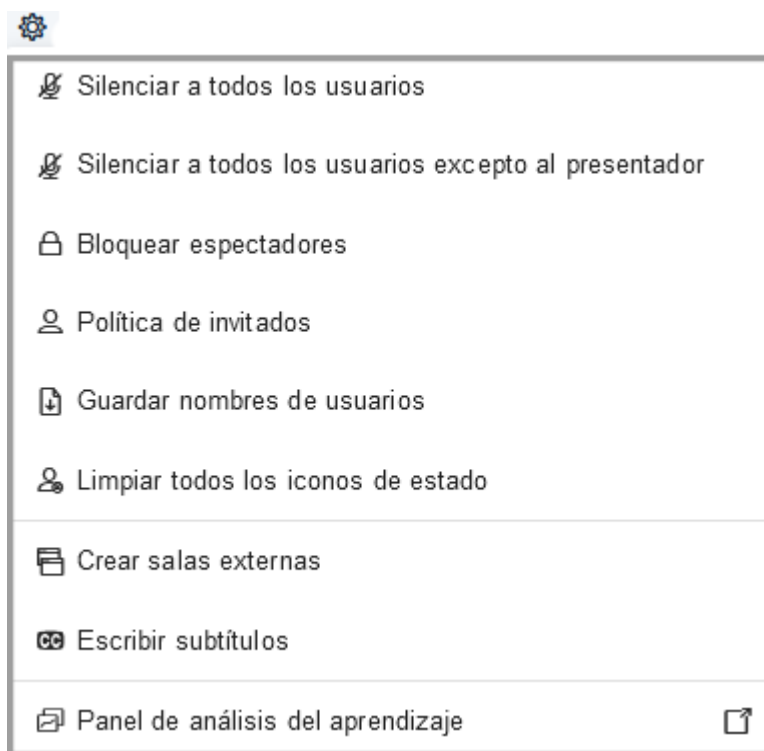 Silenciar a todos los usuarios
Silenciar a todos los usuarios excepto al presentador
Bloquear espectadores
Política de invitados
Guardar nombres de usuarios
Limpiar todos los iconos de estado
Crear salas externas
CC Escribir subtítulos
Panel de análisis del aprendizaje